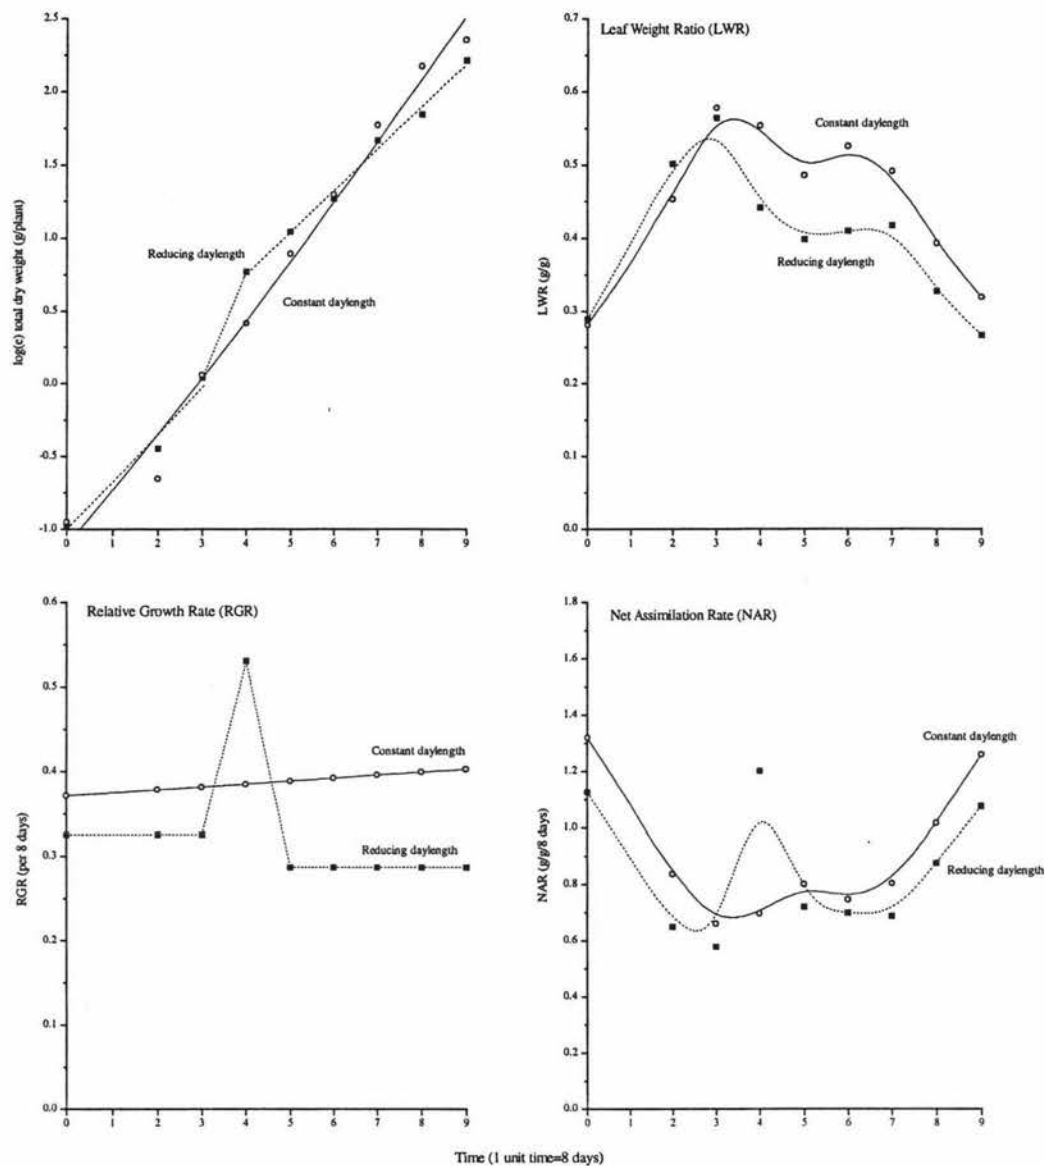 2.5
2.0
1.5
1.0
0.5
0.0
-0.5
-1.0
log(e) total dry weight (g/plant)
Reducing daylength
Constant daylength
0 1 2 3 4 5 6 7 8 9
Leaf Weight Ratio (LWR)
0.7
0.6
0.5
0.4
0.3
0.2
0.1
0.0
LWR (g/g)
Constant daylength
Reducing daylength
0 1 2 3 4 5 6 7 8 9
Relative Growth Rate (RGR)
0.6
0.5
0.4
0.3
0.2
0.1
0.0
RGR (per 8 days)
Constant daylength
Reducing daylength
0 1 2 3 4 5 6 7 8 9
Net Assimilation Rate (NAR)
1.8
1.6
1.4
1.2
1.0
0.8
0.6
0.4
0.2
0.0
NAR (g/g/8 days)
Constant daylength
Reducing daylength
0 1 2 3 4 5 6 7 8 9
Time (1 unit time=8 days)